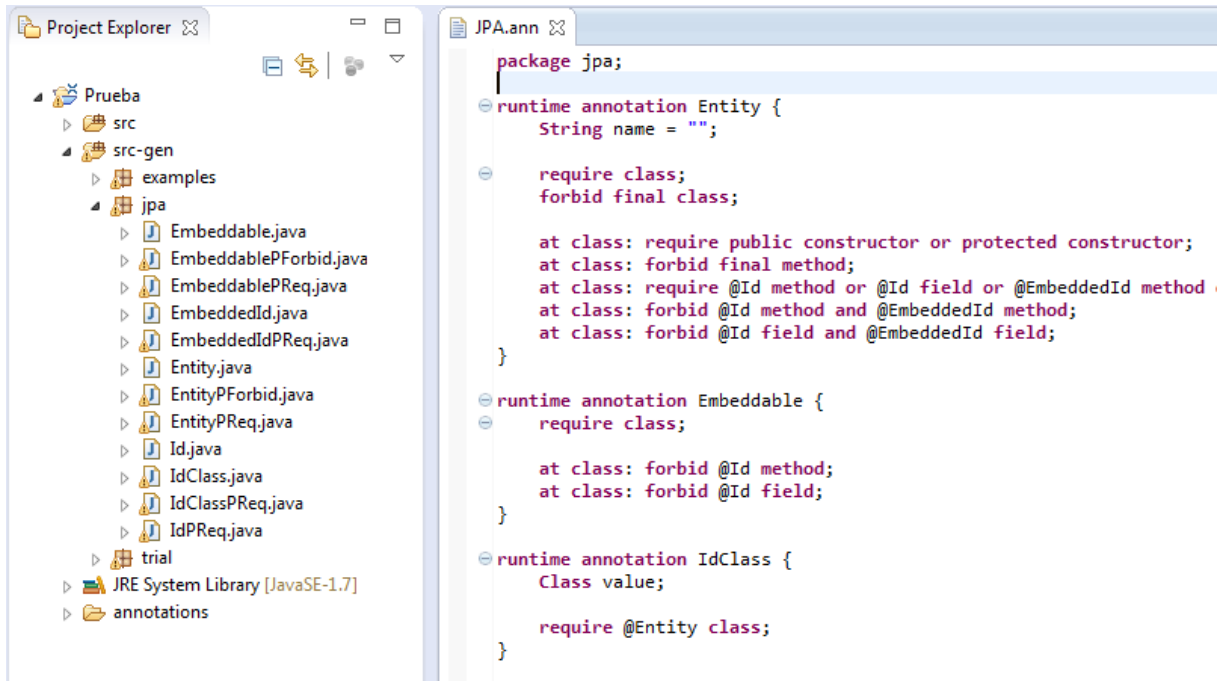 Project Explorer
Prueba
src
src-gen
examples
jpa
Embeddable.java
EmbeddablePForbid.java
EmbeddablePReq.java
EmbeddedId.java
EmbeddedIdPReq.java
Entity.java
EntityPForbid.java
EntityPReq.java
Id.java
IdClass.java
IdClassPReq.java
IdPReq.java
trial
JRE System Library [JavaSE-1.7]
annotations
JPA.ann
package jpa;
runtime annotation Entity {
String name = "";
require class;
forbid final class;
at class: require public constructor or protected constructor;
at class: forbid final method;
at class: require @Id method or @Id field or @EmbeddedId method
at class: forbid @Id method and @EmbeddedId method;
at class: forbid @Id field and @EmbeddedId field;
}
runtime annotation Embeddable {
require class;
at class: forbid @Id method;
at class: forbid @Id field;
}
runtime annotation IdClass {
Class value;
require @Entity class;
}